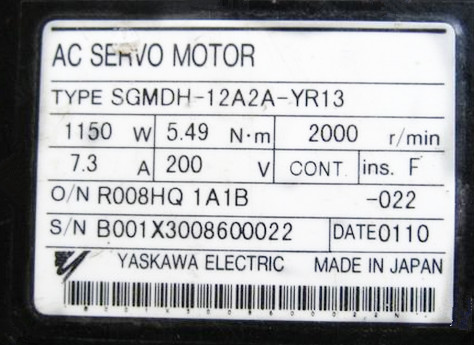 AC SERVO MOTOR
TYPE SGMDH-12A2A-YR13
1150 W 5.49 N·m 2000 r/min
7.3 A 200 V CONT. ins. F
O/N R008HQ 1A1B -022
S/N B001X3008600022 DATE0110
YASKAWA ELECTRIC MADE IN JAPAN